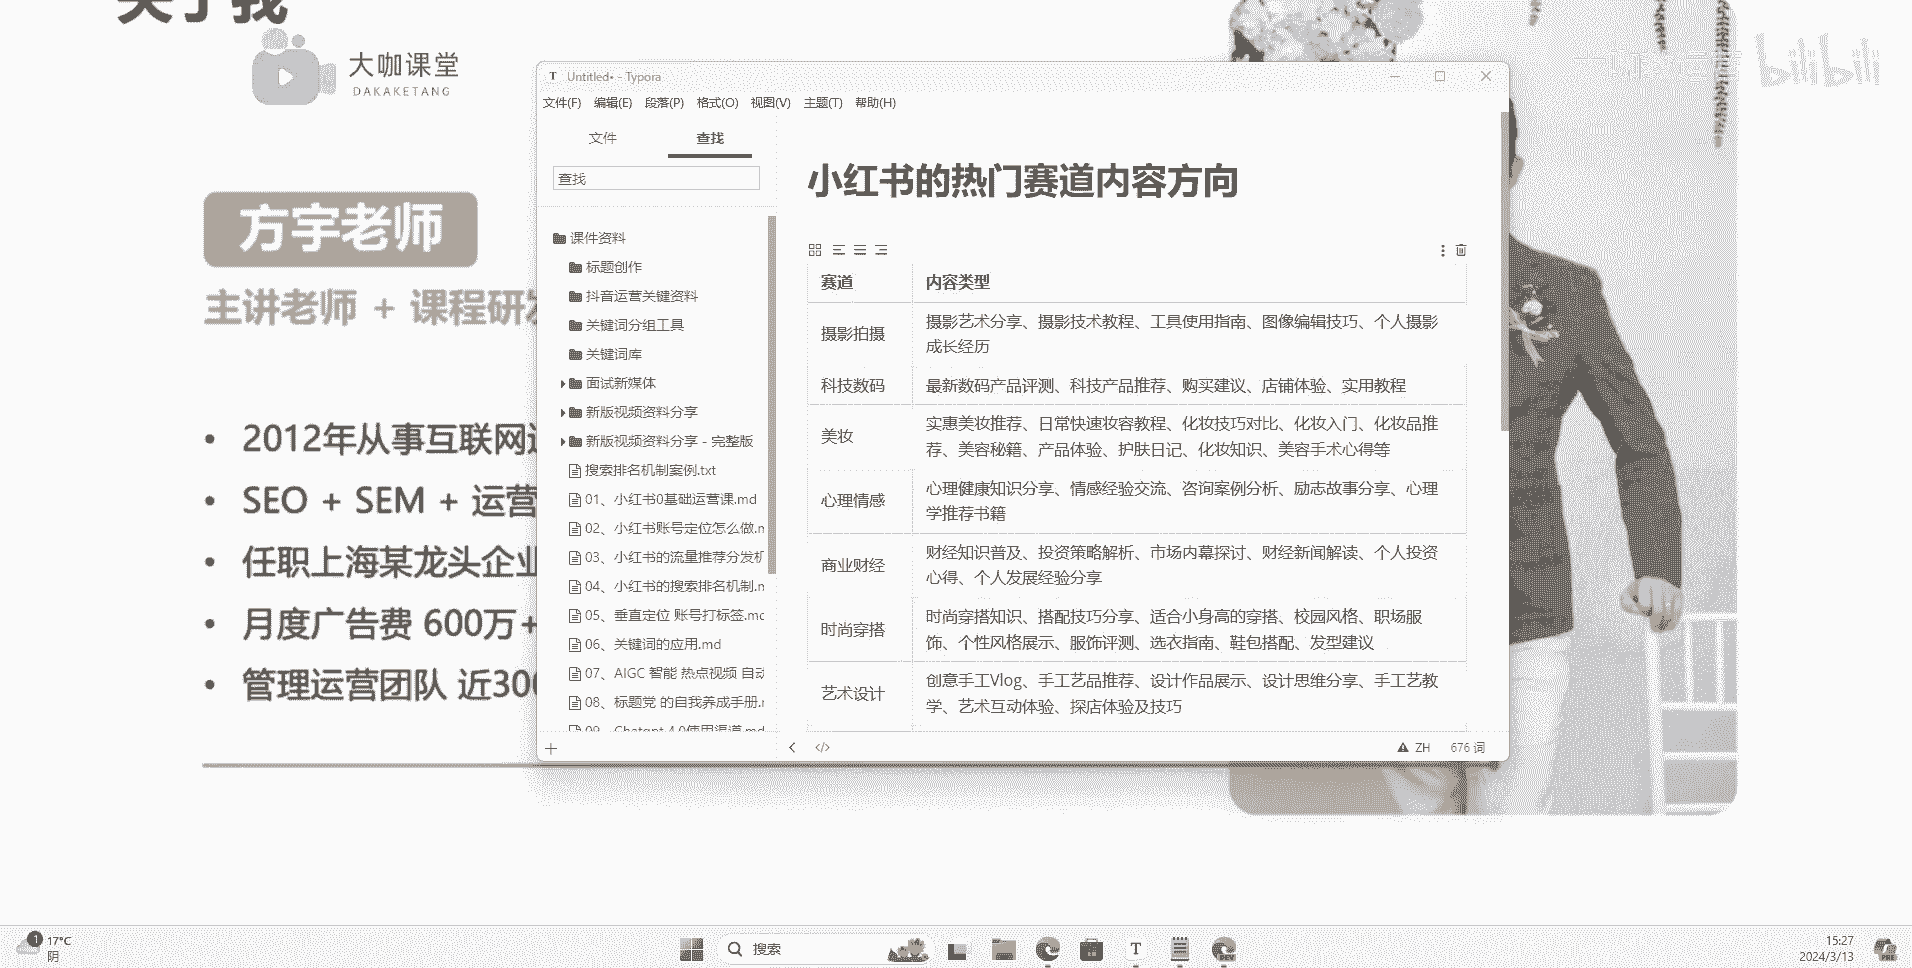 关于我
大咖课堂
DAKAKETANG
bilibili
方宇老师
主讲老师 + 课程研发
2012年从事互联网运
SEO + SEM + 运营
任职上海某龙头企业
月度广告费 600万+
管理运营团队 近300
Untitled• - Typora
文件(F) 编辑(E) 段落(P) 格式(O) 视图(V) 主题(T) 帮助(H)
文件 查找
查找
课件资料
标题创作
抖音运营关键资料
关键词分组工具
关键词库
面试新媒体
新版视频资料分享
新版视频资料分享 - 完整版
搜索排名机制案例.txt
01、小红书0基础运营课.md
02、小红书账号定位怎么做.m
03、小红书的流量推荐分发机
04、小红书的搜索排名机制.m
05、垂直定位 账号打标签.mc
06、关键词的应用.md
07、AIGC 智能 热点视频 自动
08、标题党 的自我养成手册.r
09、Chatgpt 4.0使用渠道.md
小红书的热门赛道内容方向
赛道 内容类型
摄影拍摄 摄影艺术分享、摄影技术教程、工具使用指南、图像编辑技巧、个人摄影
成长经历
科技数码 最新数码产品评测、科技产品推荐、购买建议、店铺体验、实用教程
美妆 实惠美妆推荐、日常快速妆容教程、化妆技巧对比、化妆入门、化妆品推
荐、美容秘籍、产品体验、护肤日记、化妆知识、美容手术心得等
心理情感 心理健康知识分享、情感经验交流、咨询案例分析、励志故事分享、心理
学推荐书籍
商业财经 财经知识普及、投资策略解析、市场内幕探讨、财经新闻解读、个人投资
心得、个人发展经验分享
时尚穿搭 时尚穿搭知识、搭配技巧分享、适合小身高的穿搭、校园风格、职场服
饰、个性风格展示、服饰评测、选衣指南、鞋包搭配、发型建议
艺术设计 创意手工Vlog、手工艺品推荐、设计作品展示、设计思维分享、手工艺教
学、艺术互动体验、探店体验及技巧
ZH 676 词
1
17°C
阴
搜索
T
DEV
15:27
2024/3/13
PRE